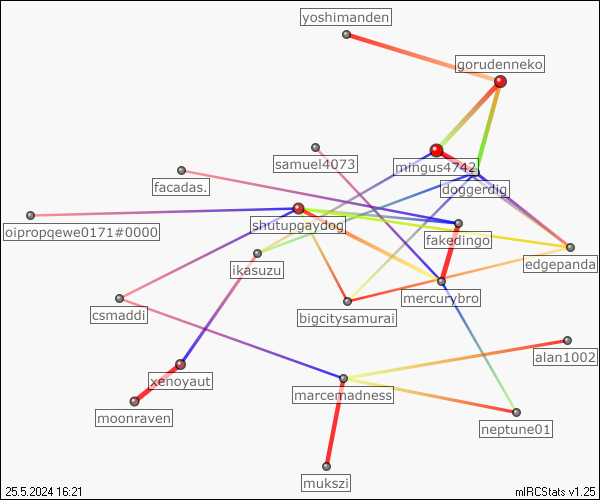 yoshimanden
gorudenneko
samuel4073
mingus4742
doggerdig
facadas.
oipropqewe0171#0000
shutupgaydog
fakedingo
edgepanda
ikasuzu
mercurybro
csmaddi
bigcitysamurai
alan1002
xenoyaut
marcemadness
moonraven
neptune01
mukszi
25.5.2024 16:21
mIRCStats v1.25